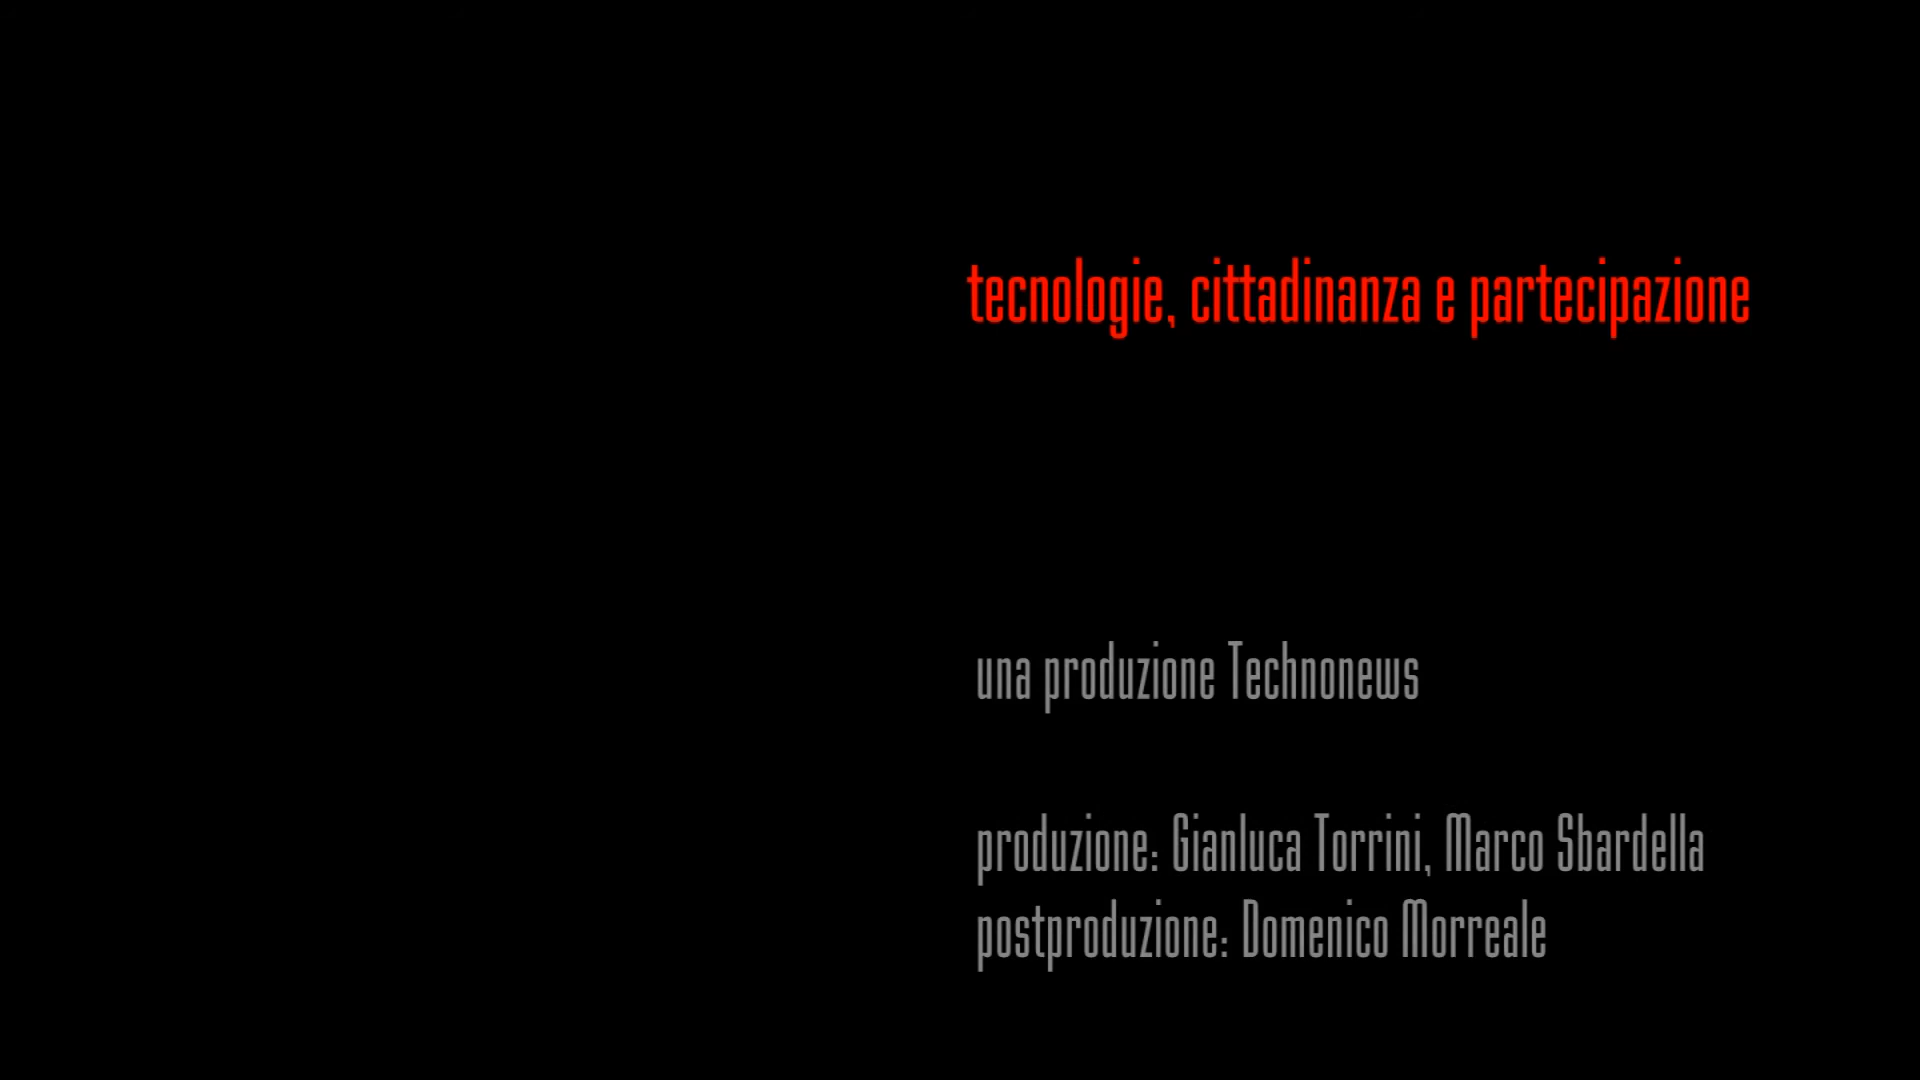 tecnologie, cittadinanza e partecipazione
una produzione Technonews
produzione: Gianluca Torrini, Marco Sbardella
postproduzione: Domenico Morreale